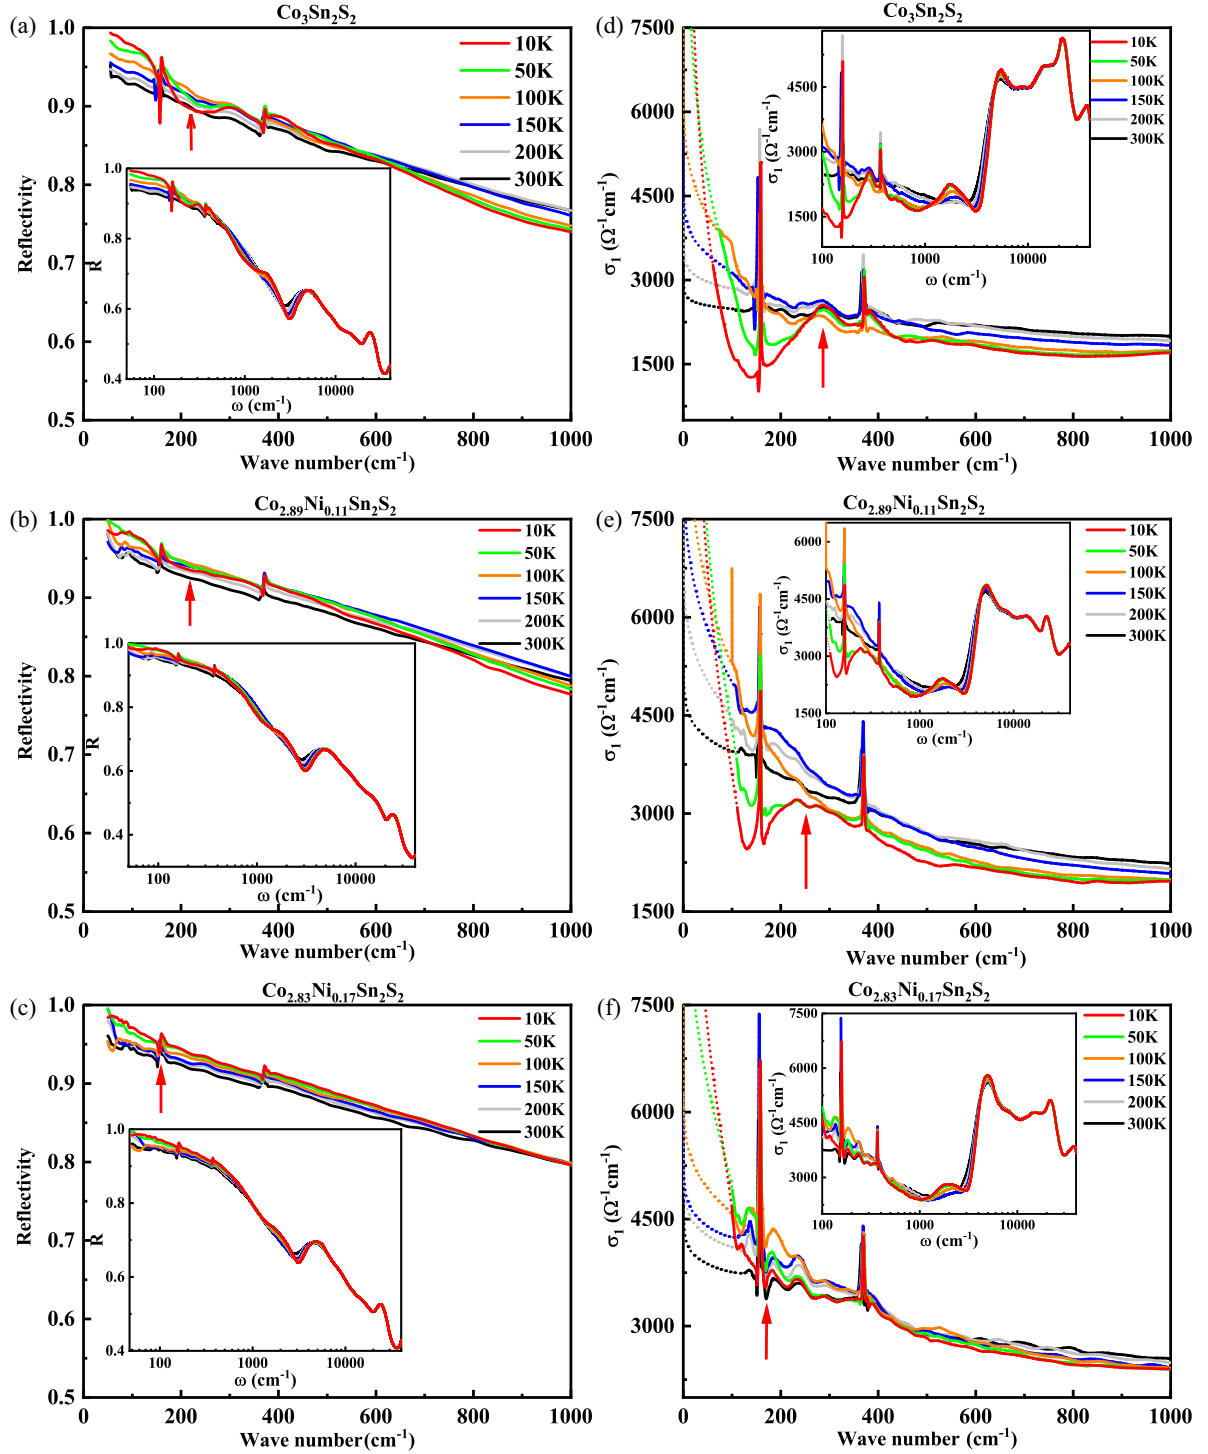 (a)
Co3Sn2S2
1.0
0.9
0.8
0.7
0.6
0.5
Reflectivity
10K
50K
100K
150K
200K
300K
1.0
0.8
0.6
0.4
R
100 1000 10000
ω (cm-1)
0 200 400 600 800 1000
Wave number(cm-1)
(d)
Co3Sn2S2
7500
6000
4500
3000
1500
σ1 (Ω-1cm-1)
10K
50K
100K
150K
200K
300K
4500
3000
1500
σ1 (Ω-1cm-1)
100 1000 10000
ω (cm-1)
0 200 400 600 800 1000
Wave number (cm-1)
(b)
Co2.89Ni0.11Sn2S2
1.0
0.9
0.8
0.7
0.6
0.5
Reflectivity
10K
50K
100K
150K
200K
300K
1.0
0.8
0.6
0.4
R
100 1000 10000
ω (cm-1)
0 200 400 600 800 1000
Wave number(cm-1)
(e)
Co2.89Ni0.11Sn2S2
7500
6000
4500
3000
1500
σ1 (Ω-1cm-1)
10K
50K
100K
150K
200K
300K
6000
4500
3000
1500
σ1 (Ω-1cm-1)
100 1000 10000
ω (cm-1)
0 200 400 600 800 1000
Wave number (cm-1)
(c)
Co2.83Ni0.17Sn2S2
1.0
0.9
0.8
0.7
0.6
0.5
Reflectivity
10K
50K
100K
150K
200K
300K
1.0
0.8
0.6
0.4
R
100 1000 10000
ω (cm-1)
0 200 400 600 800 1000
Wave number(cm-1)
(f)
Co2.83Ni0.17Sn2S2
7500
6000
4500
3000
σ1 (Ω-1cm-1)
10K
50K
100K
150K
200K
300K
7500
6000
4500
3000
σ1 (Ω-1cm-1)
100 1000 10000
ω (cm-1)
0 200 400 600 800 1000
Wave number (cm-1)